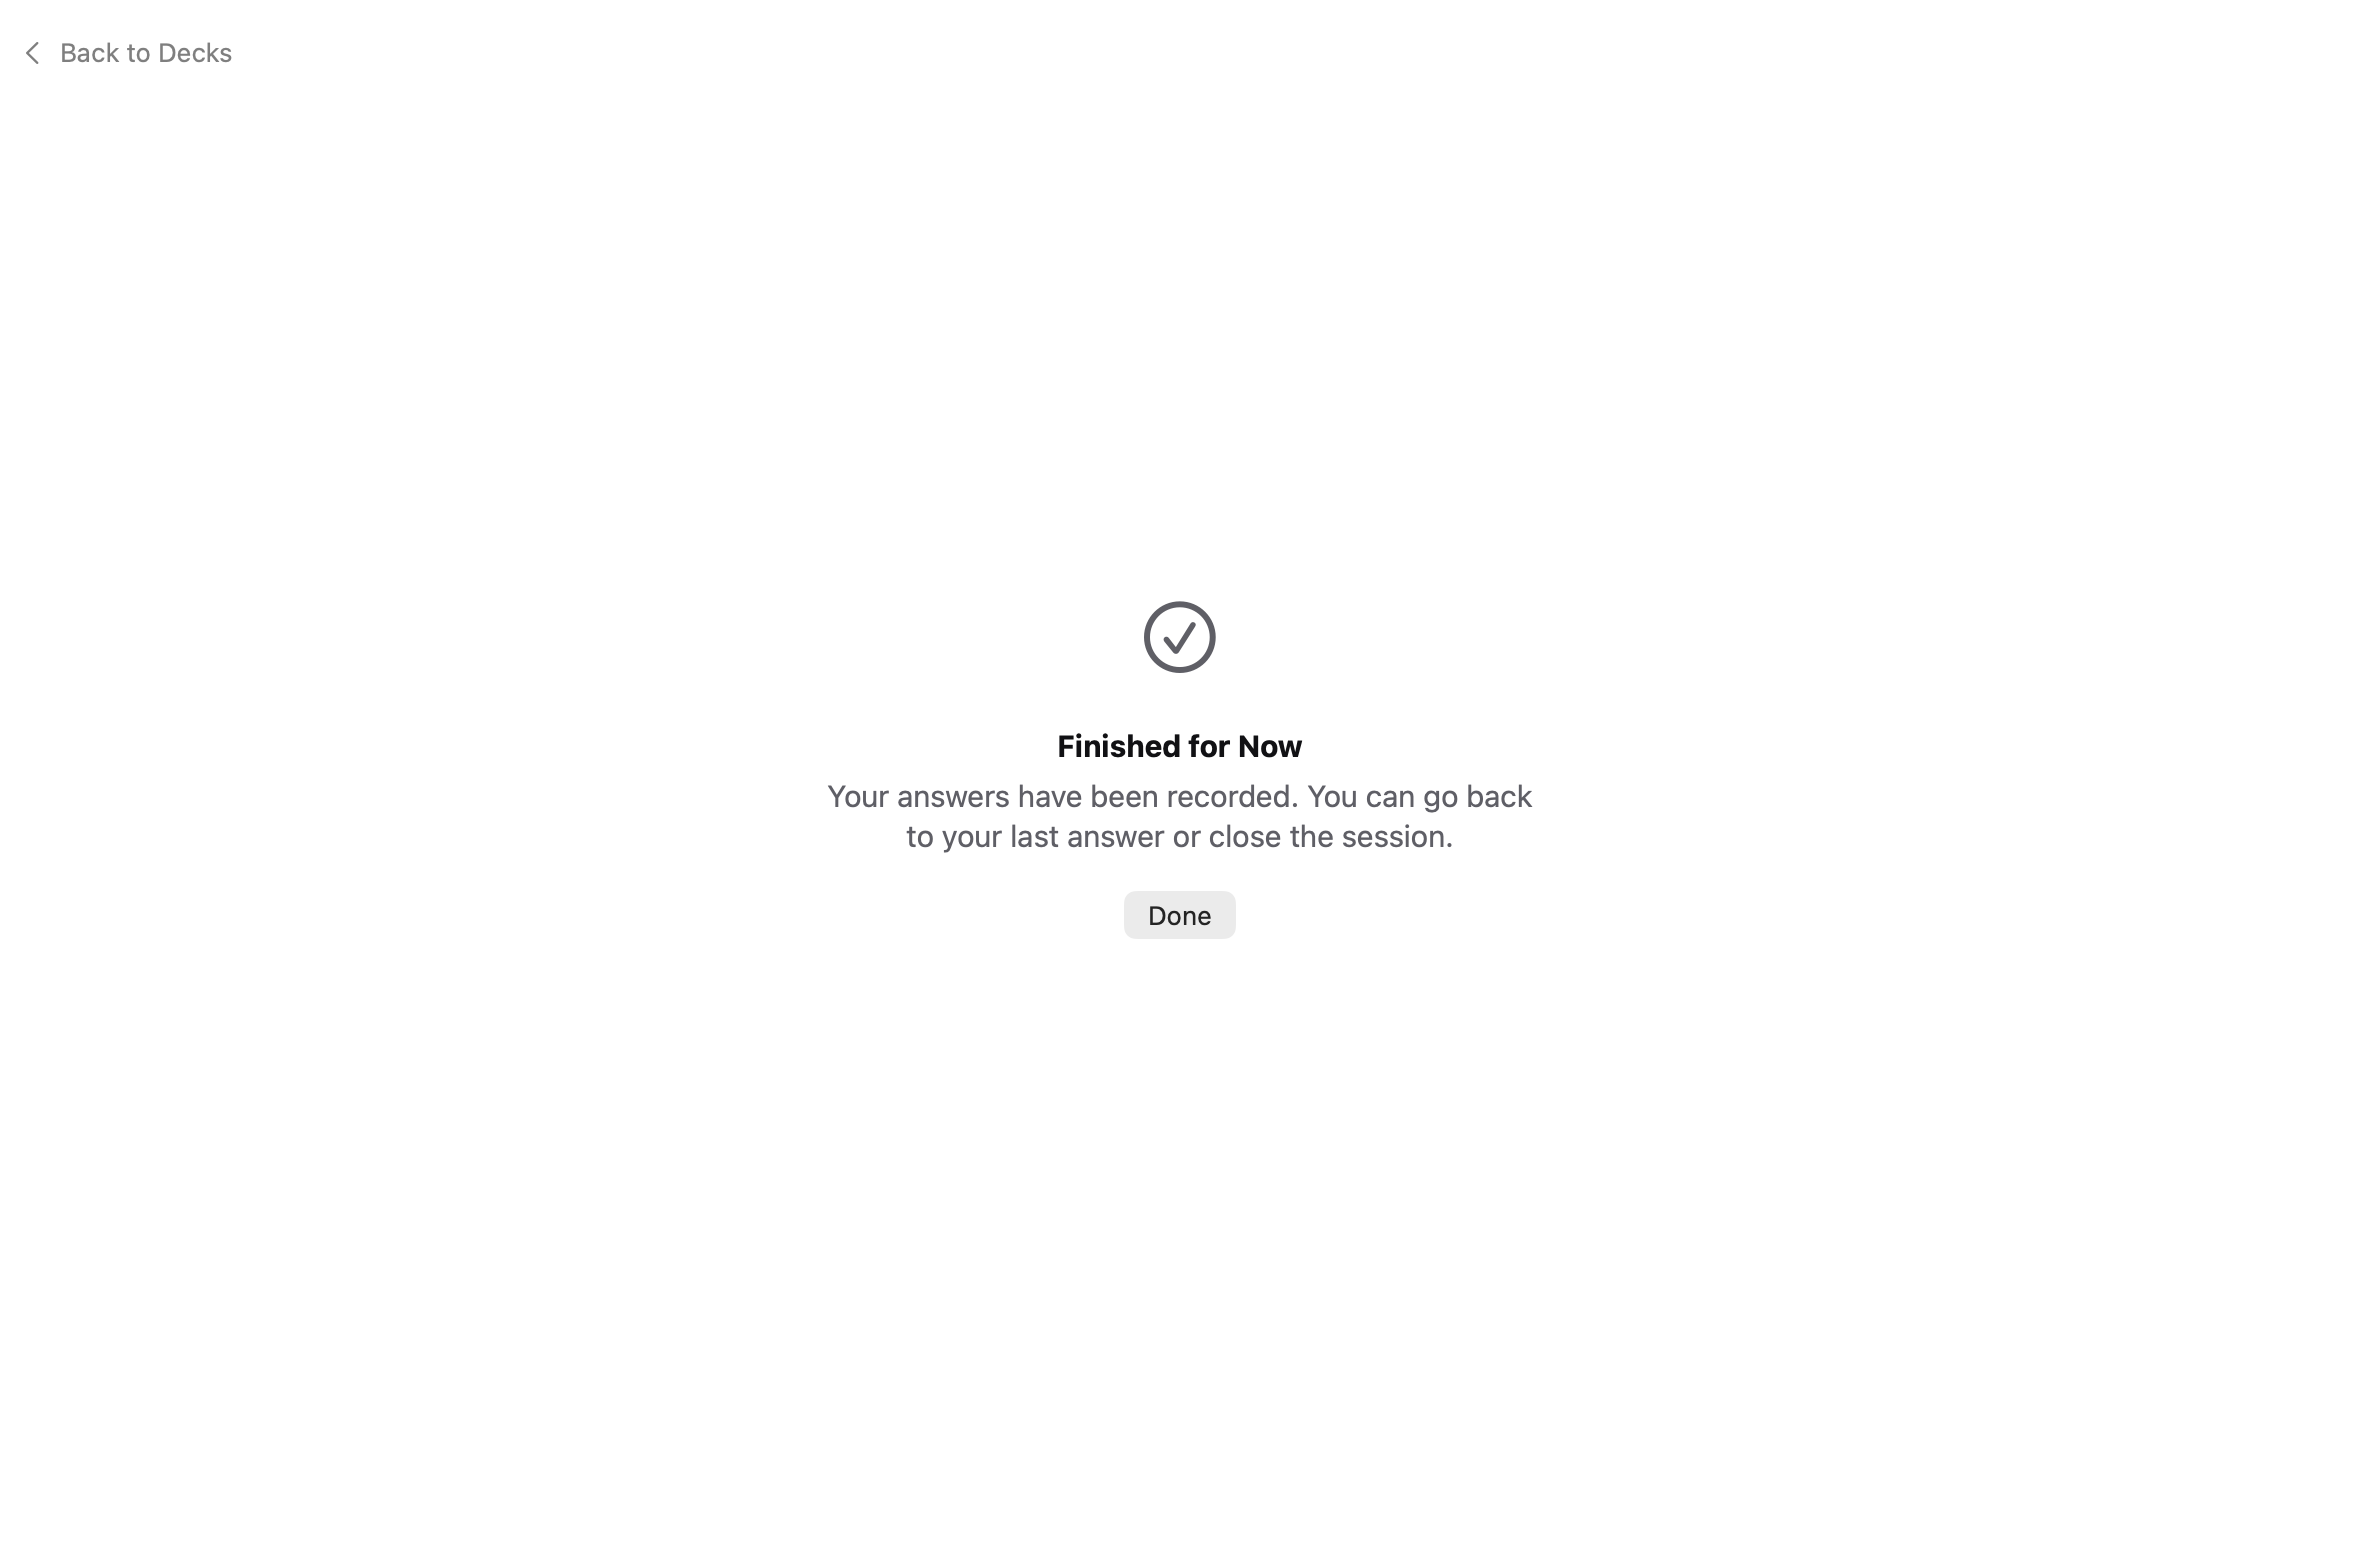 Back to Decks
Finished for Now
Your answers have been recorded. You can go back
to your last answer or close the session.
Done